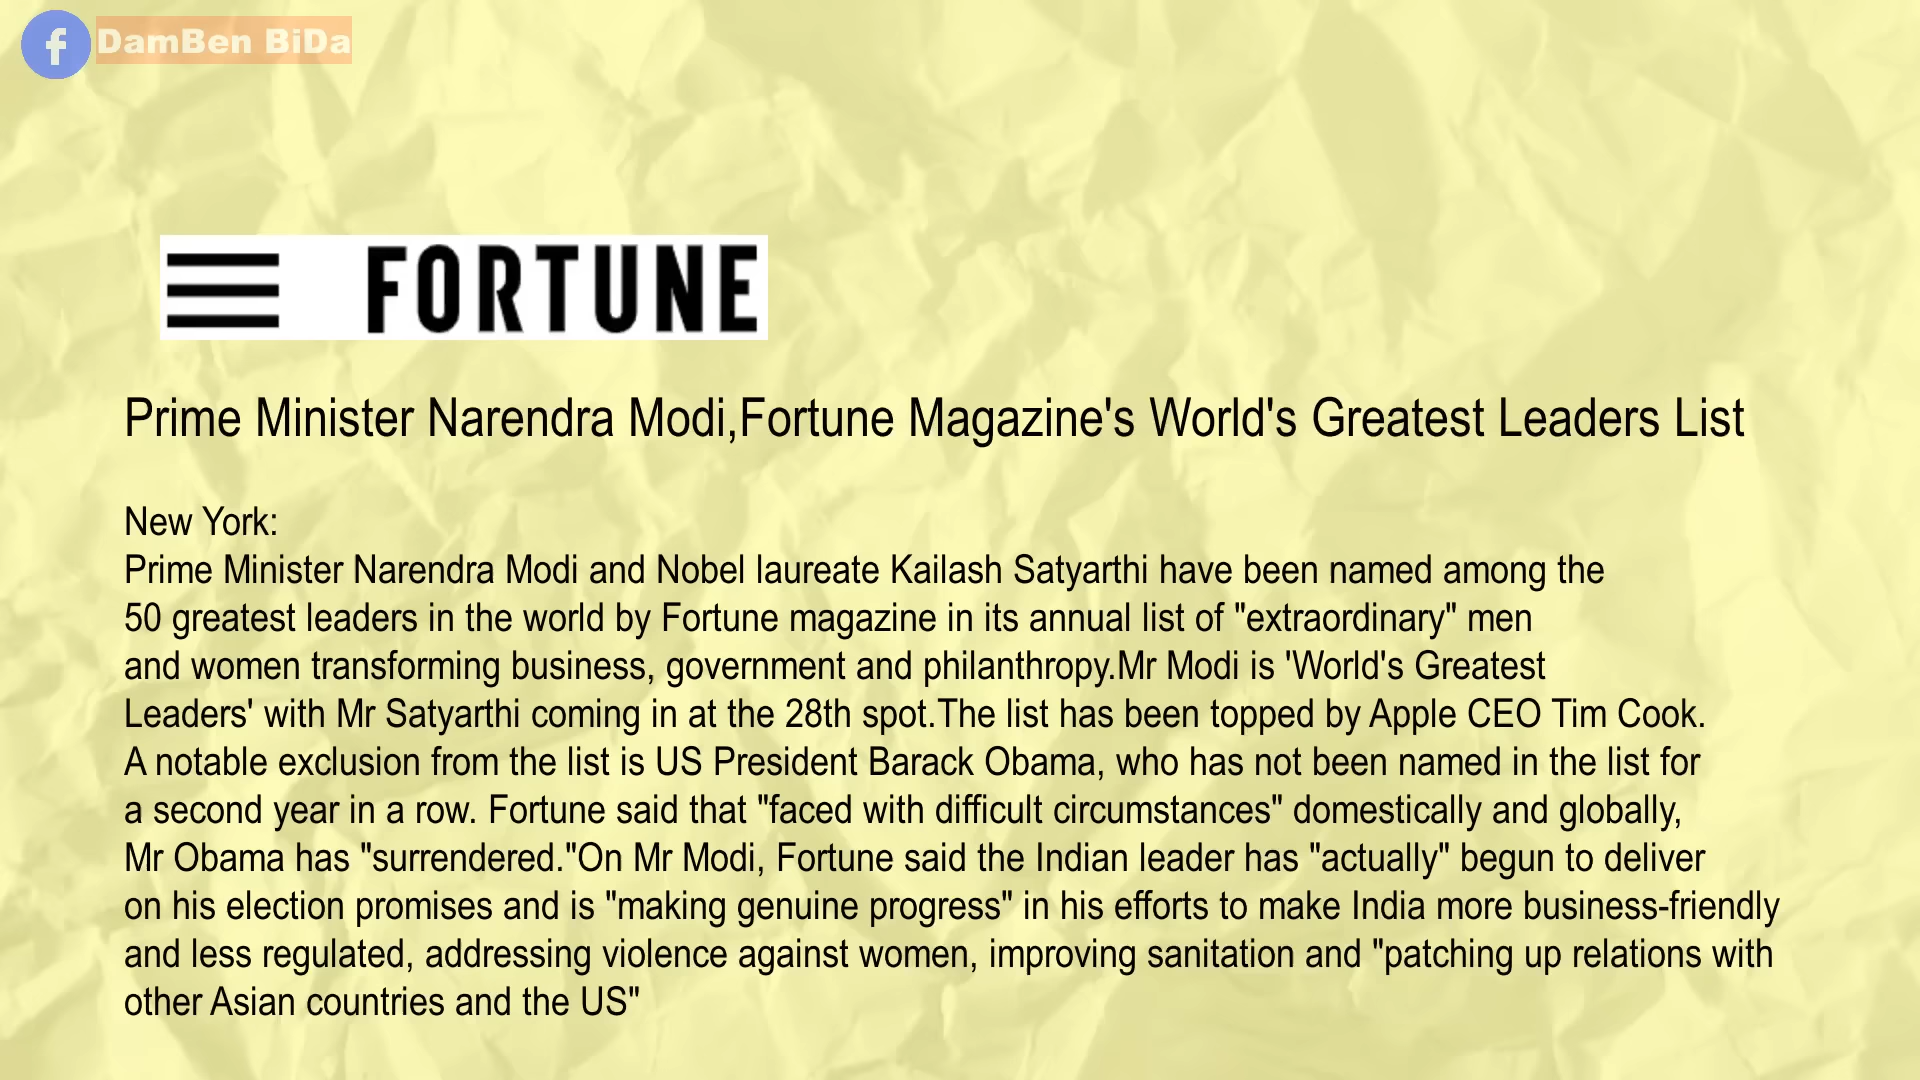 DamBen BiDa
FORTUNE
Prime Minister Narendra Modi,Fortune Magazine's World's Greatest Leaders List
New York:
Prime Minister Narendra Modi and Nobel laureate Kailash Satyarthi have been named among the
50 greatest leaders in the world by Fortune magazine in its annual list of "extraordinary" men
and women transforming business, government and philanthropy.Mr Modi is 'World's Greatest
Leaders' with Mr Satyarthi coming in at the 28th spot.The list has been topped by Apple CEO Tim Cook.
A notable exclusion from the list is US President Barack Obama, who has not been named in the list for
a second year in a row. Fortune said that "faced with difficult circumstances" domestically and globally,
Mr Obama has "surrendered."On Mr Modi, Fortune said the Indian leader has "actually" begun to deliver
on his election promises and is "making genuine progress" in his efforts to make India more business-friendly
and less regulated, addressing violence against women, improving sanitation and "patching up relations with
other Asian countries and the US"